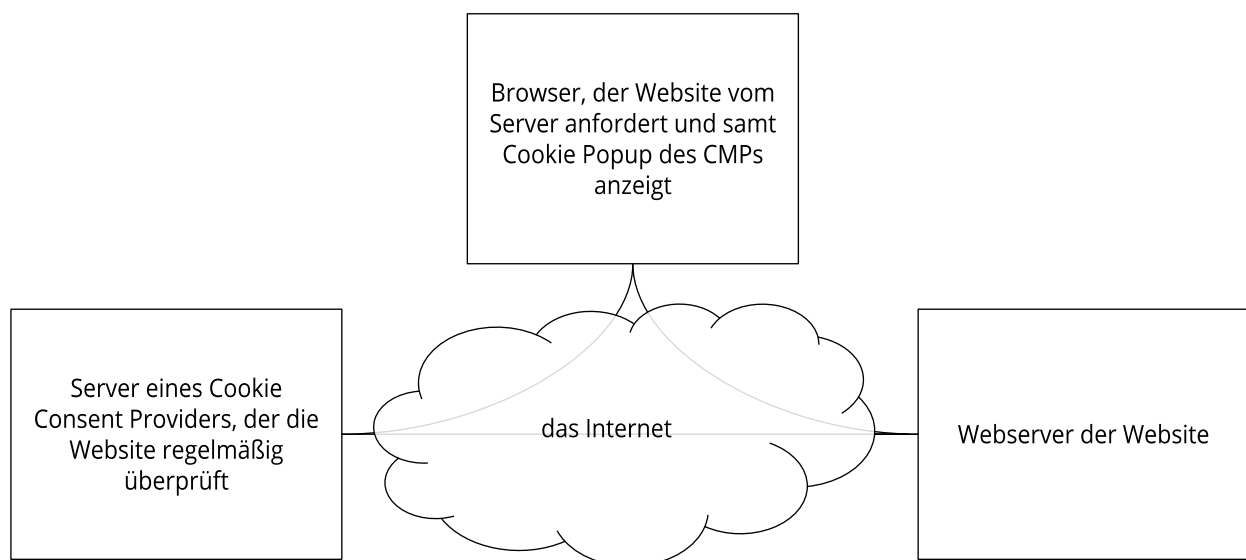 Browser, der Website vom
Server anfordert und samt
Cookie Popup des CMPs
anzeigt
Server eines Cookie
Consent Providers, der die
Website regelmäßig
überprüft
das Internet
Webserver der Website